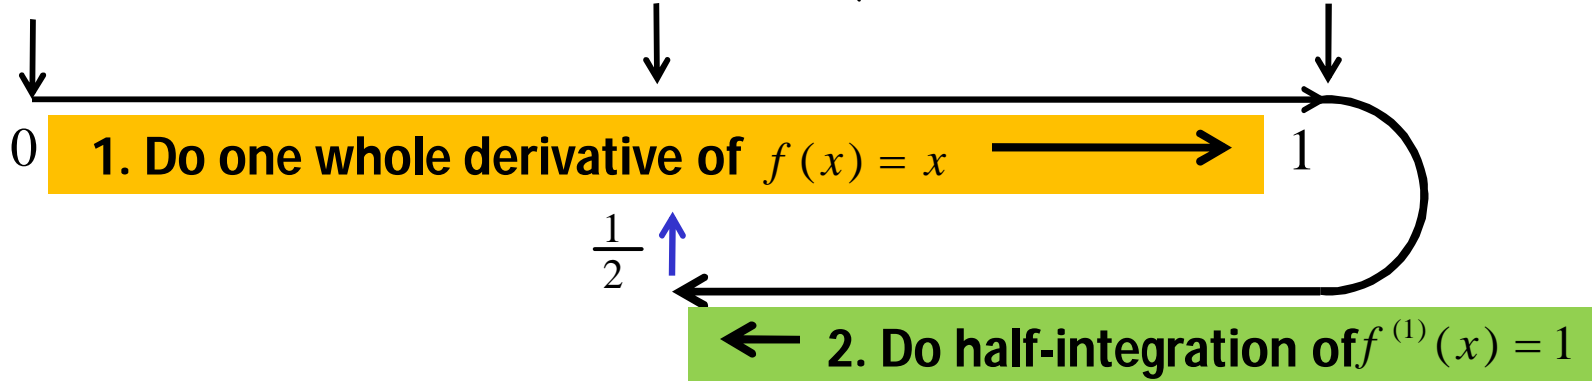 0 1. Do one whole derivative of f(x) = x 1
1/2
2. Do half-integration of f^(1)(x) = 1